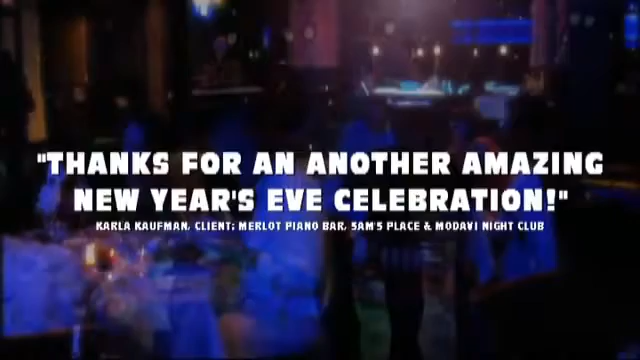 "THANKS FOR AN ANOTHER AMAZING
NEW YEAR'S EVE CELEBRATION!"
KARLA KAUFMAN, CLIENT; MERLOT PIANO BAR, SAM'S PLACE & MODAVI NIGHT CLUB